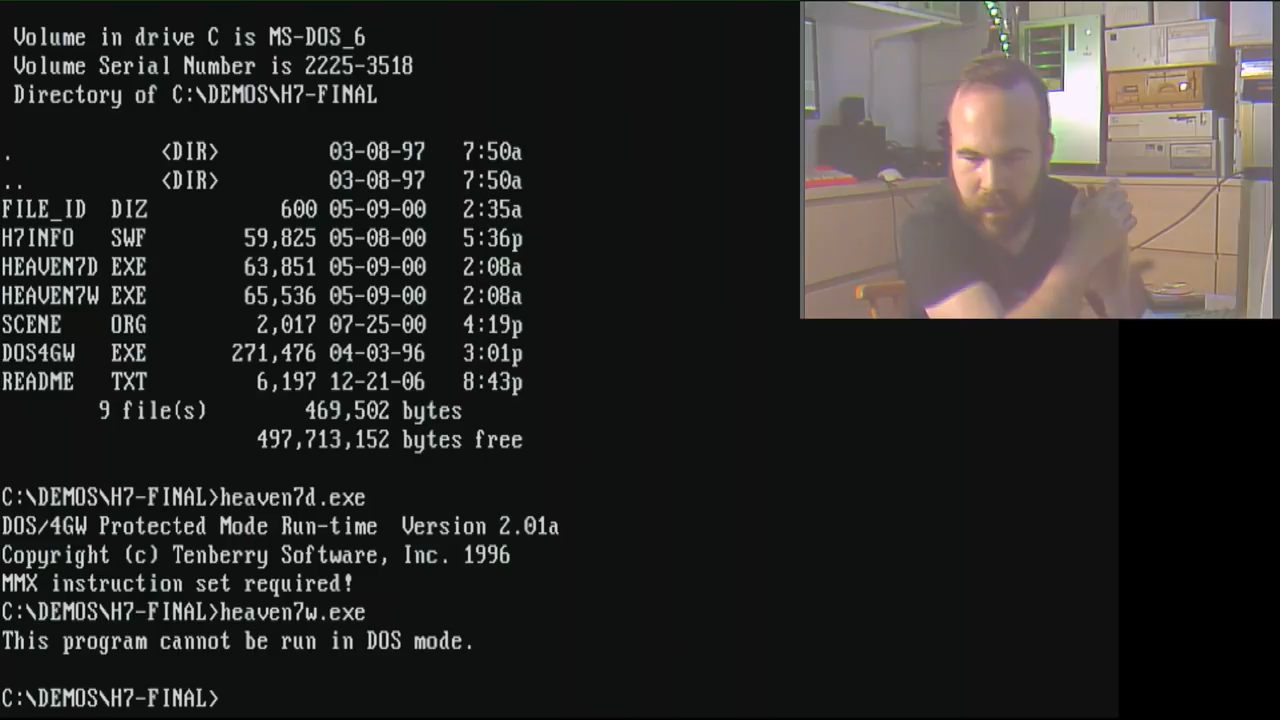 Volume in drive C is MS-DOS_6
Volume Serial Number is 2225-3518
Directory of C:\DEMOS\H7-FINAL
. <DIR> 03-08-97 7:50a
.. <DIR> 03-08-97 7:50a
FILE_ID DIZ 600 05-09-00 2:35a
H7INFO SWF 59,825 05-08-00 5:36p
HEAVEN7D EXE 63,851 05-09-00 2:08a
HEAVEN7W EXE 65,536 05-09-00 2:08a
SCENE ORG 2,017 07-25-00 4:19p
DOS4GW EXE 271,476 04-03-96 3:01p
README TXT 6,197 12-21-06 8:43p
9 file(s) 469,502 bytes
497,713,152 bytes free
C:\DEMOS\H7-FINAL>heaven7d.exe
DOS/4GW Protected Mode Run-time Version 2.01a
Copyright (c) Tenberry Software, Inc. 1996
MMX instruction set required!
C:\DEMOS\H7-FINAL>heaven7w.exe
This program cannot be run in DOS mode.
C:\DEMOS\H7-FINAL>